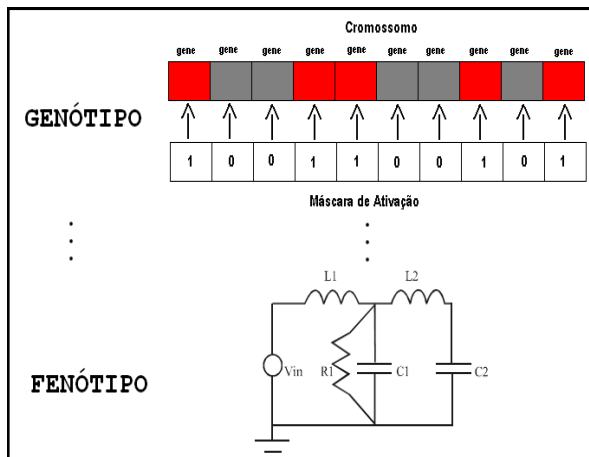 Cromossomo
gene gene gene gene gene gene gene gene gene gene
GENÓTIPO
1 0 0 1 1 0 0 1 0 1
Máscara de Ativação
L1 L2
Vin R1 C1 C2
FENÓTIPO